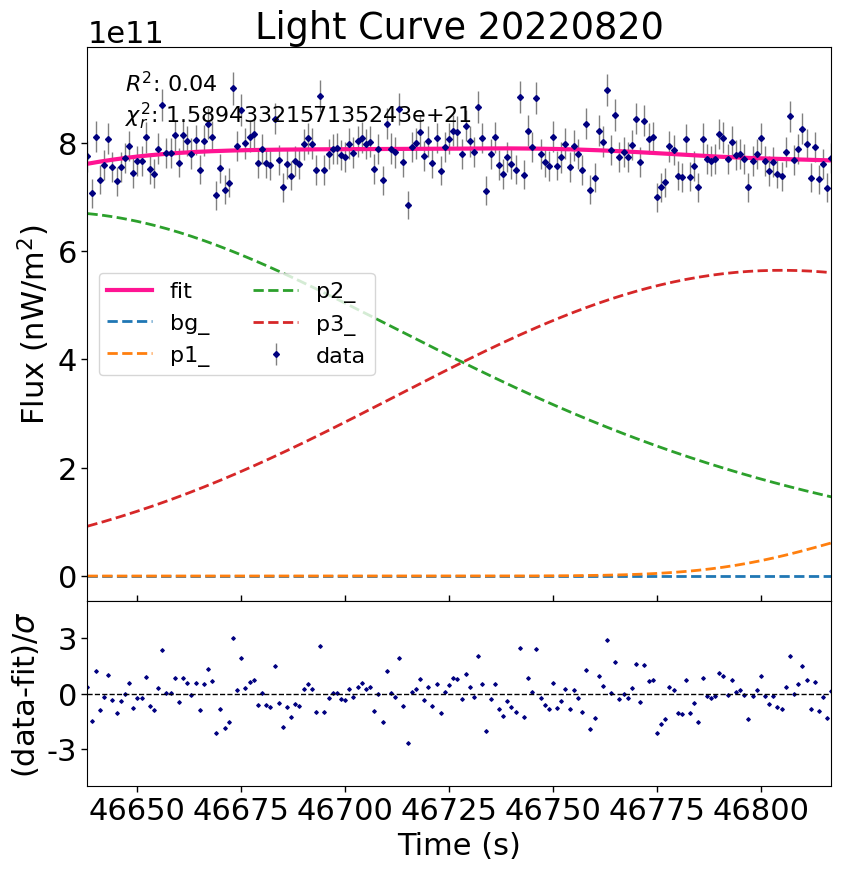 Light Curve 20220820
1e11
R²: 0.04
χ²ᵣ: 1.5894332157135243e+21
8
6
4
2
0
Flux (nW/m²)
fit
bg_
p1_
p2_
p3_
data
3
0
-3
(data-fit)/σ
46650 46675 46700 46725 46750 46775 46800
Time (s)